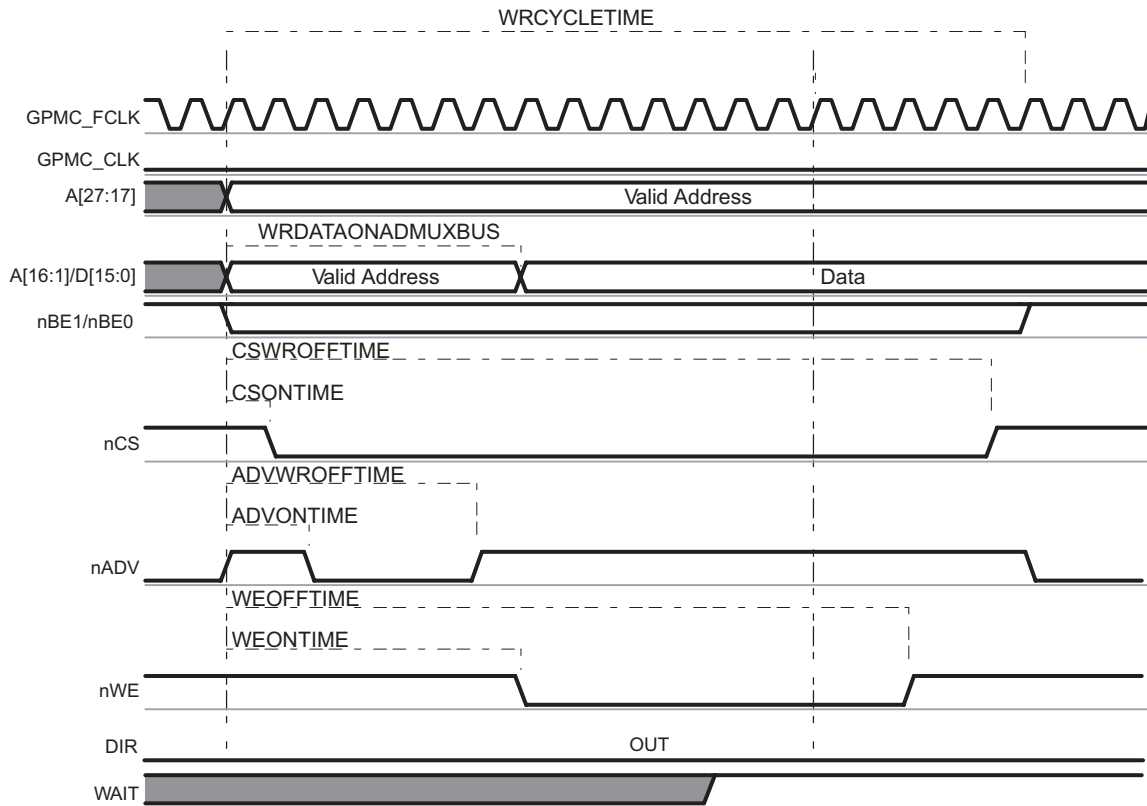 WRCYCLETIME
GPMC_FCLK
GPMC_CLK
A[27:17]
Valid Address
WRDATAONADMUXBUS
A[16:1]/D[15:0]
Valid Address
Data
nBE1/nBE0
CSWROFFTIME
CSONTIME
nCS
ADVWROFFTIME
ADVONTIME
nADV
WEOFFTIME
WEONTIME
nWE
DIR
OUT
WAIT